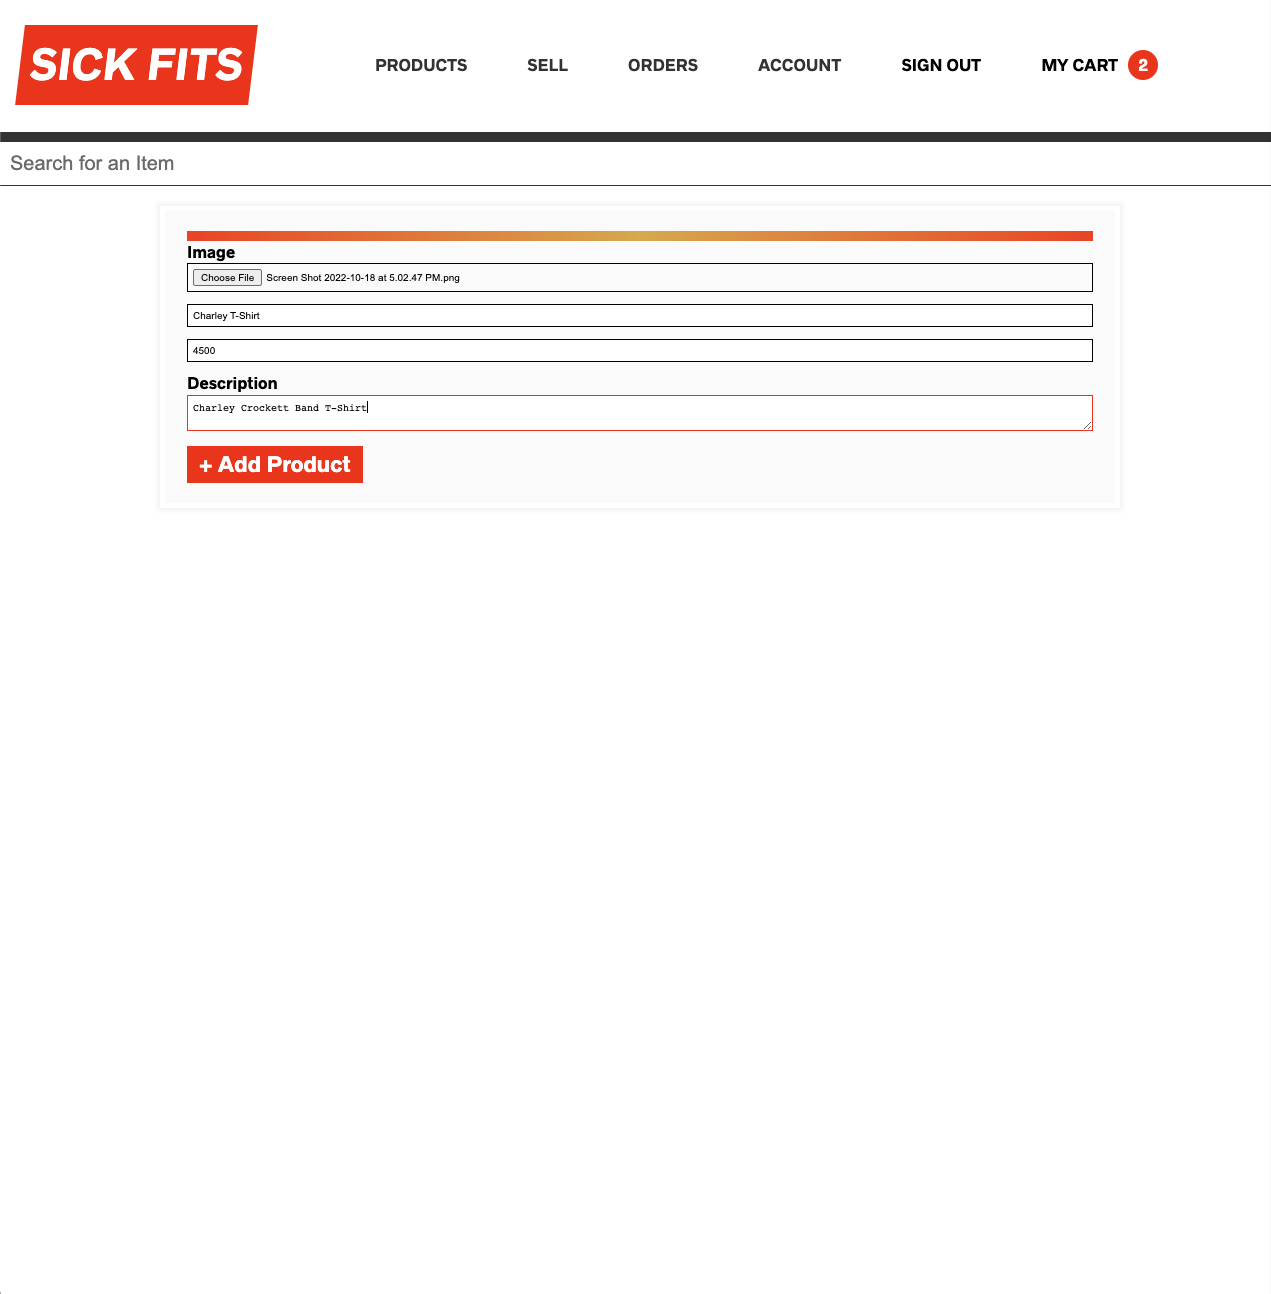 SICK FITS
PRODUCTS SELL ORDERS ACCOUNT SIGN OUT MY CART 2
Search for an Item
Image
Choose File Screen Shot 2022-10-18 at 5.02.47 PM.png
Charley T-Shirt
4500
Description
Charley Crockett Band T-Shirt
+ Add Product